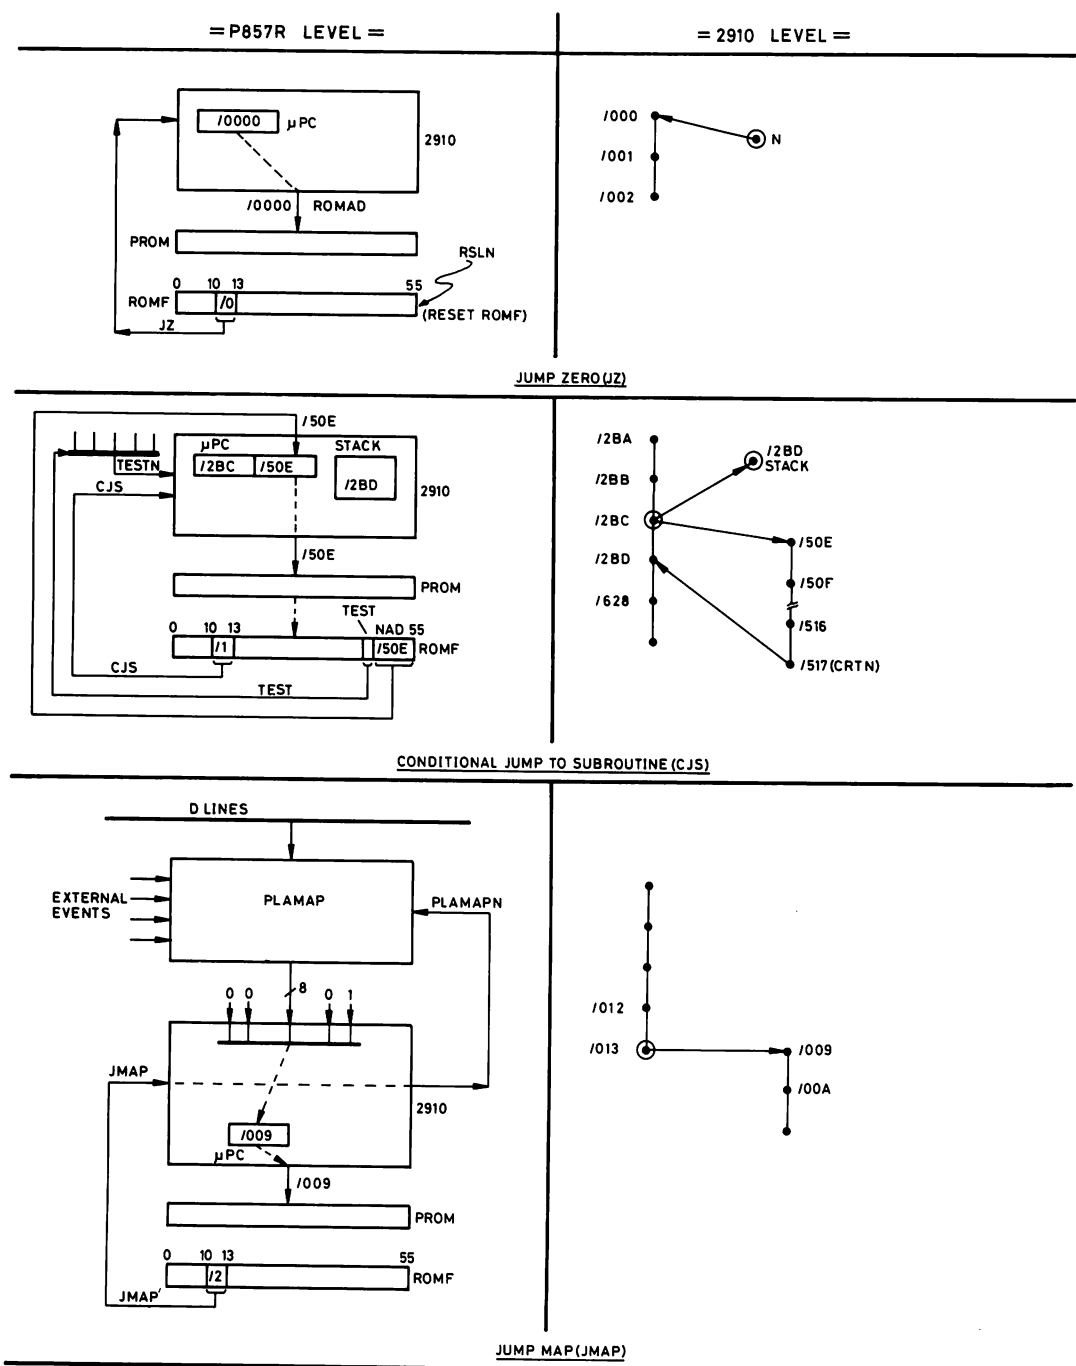 = P857R LEVEL =
= 2910 LEVEL =
/0000 µPC
2910
/0000 ROMAD
PROM
RSLN
0 10 13 55
ROMF /0
(RESET ROMF)
JZ
/000
N
/001
/002
JUMP ZERO(JZ)
/50E
µPC STACK
/2BC /50E
/2BD
TESTN
CJS
2910
/50E
PROM
TEST
0 10 13 NAD 55
/1 /50E ROMF
CJS
TEST
/2BA
/2BD
STACK
/2BB
/2BC
/50E
/2BD
/50F
/628
/516
/517(CRTN)
CONDITIONAL JUMP TO SUBROUTINE(CJS)
D LINES
EXTERNAL
EVENTS
PLAMAP
PLAMAPN
0 0 8 0 1
JMAP
2910
/009
µPC
/009
PROM
0 10 13 55
/2 ROMF
JMAP'
/012
/013
/009
/00A
JUMP MAP(JMAP)